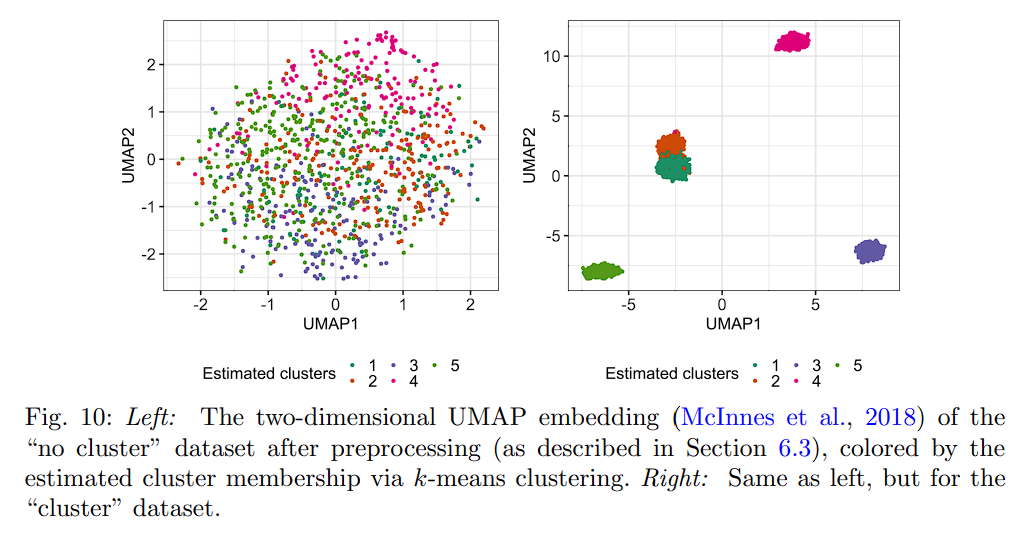 2
1
0
-1
-2
UMAP2
-2 -1 0 1 2
UMAP1
10
5
0
-5
UMAP2
-5 0 5
UMAP1
Estimated clusters 1 3 5
2 4
Estimated clusters 1 3 5
2 4
Fig. 10: Left: The two-dimensional UMAP embedding (McInnes et al., 2018) of the
“no cluster” dataset after preprocessing (as described in Section 6.3), colored by the
estimated cluster membership via k-means clustering. Right: Same as left, but for the
“cluster” dataset.